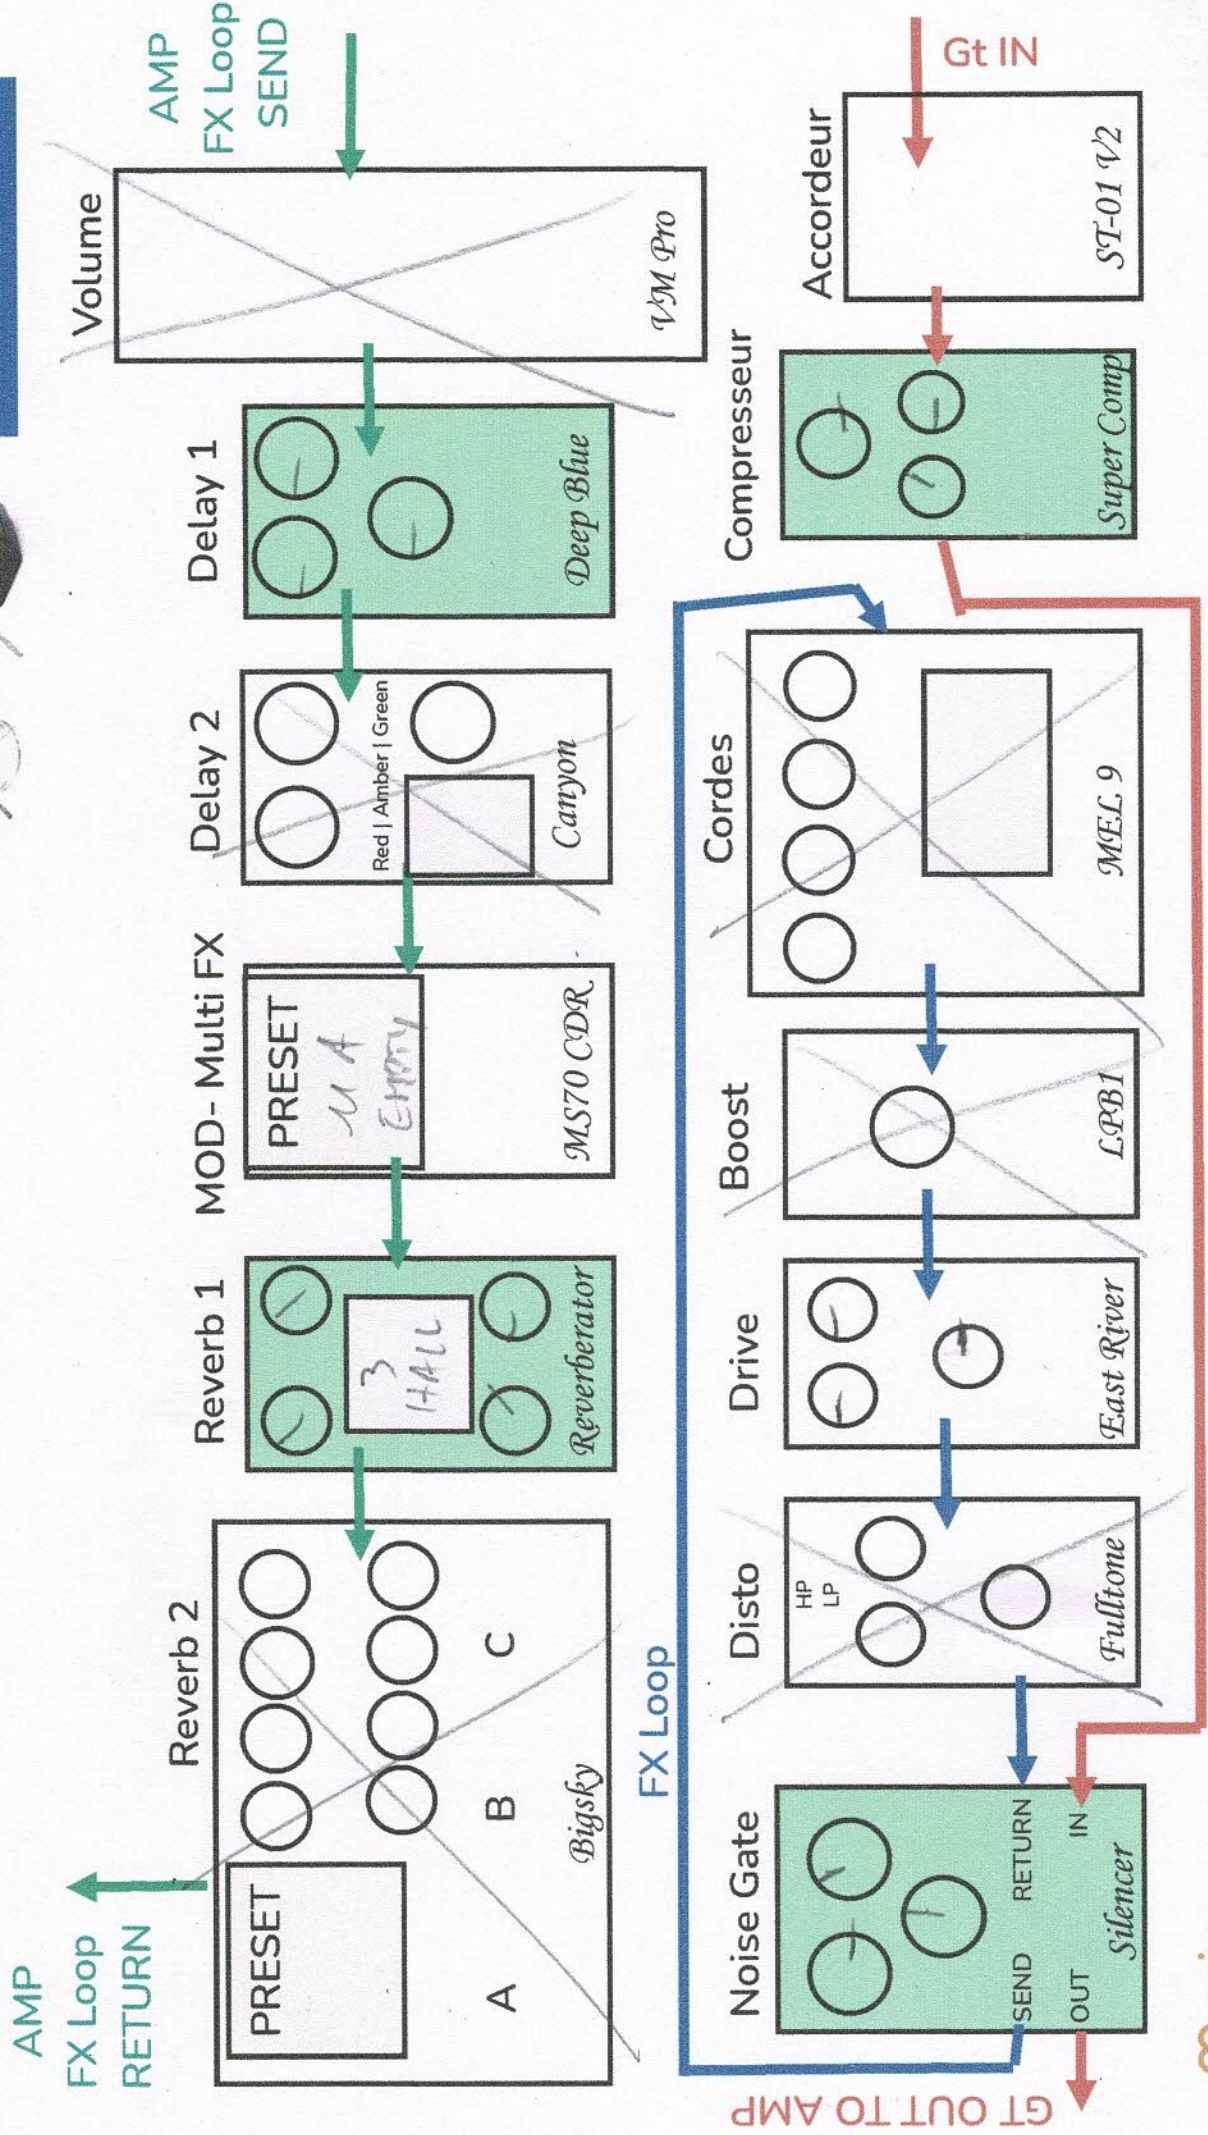 AMP
FX Loop
RETURN
AMP
FX Loop
SEND
Reverb 2
PRESET
A
B
C
Bigsky
Reverb 1
3
HALL
Reverberator
MOD- Multi FX
PRESET
MA
EMPTY
MS70 CDR
Delay 2
Red | Amber | Green
Canyon
Delay 1
Deep Blue
Volume
VM Pro
FX Loop
Noise Gate
SEND
RETURN
OUT
IN
Silencer
GT OUT TO AMP
Disto
HP
LP
Fulltone
Drive
East River
Boost
LPB1
Cordes
MEL 9
Compresseur
Super Comp
Accordeur
ST-01 V2
Gt IN